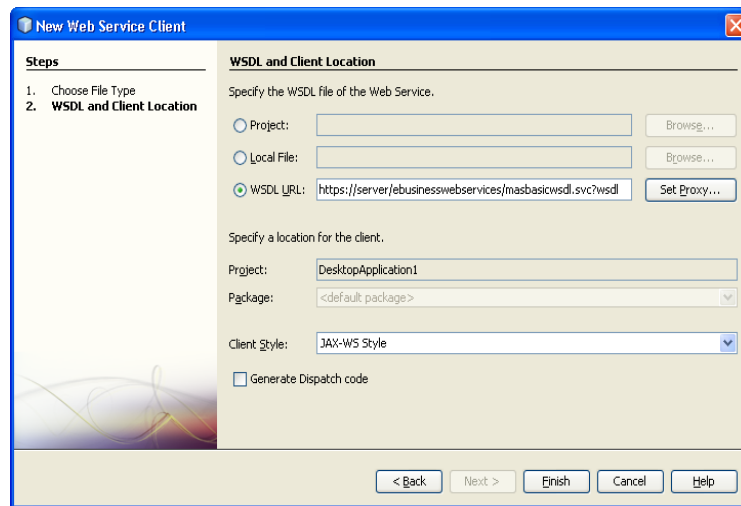 New Web Service Client
Steps
1. Choose File Type
2. WSDL and Client Location
WSDL and Client Location
Specify the WSDL file of the Web Service.
Project:
Browse...
Local File:
Browse...
WSDL URL: https://server/ebusinesswebservices/masbasicwsdl.svc?wsdl Set Proxy...
Specify a location for the client.
Project: DesktopApplication1
Package: <default package>
Client Style: JAX-WS Style
Generate Dispatch code
< Back Next > Finish Cancel Help